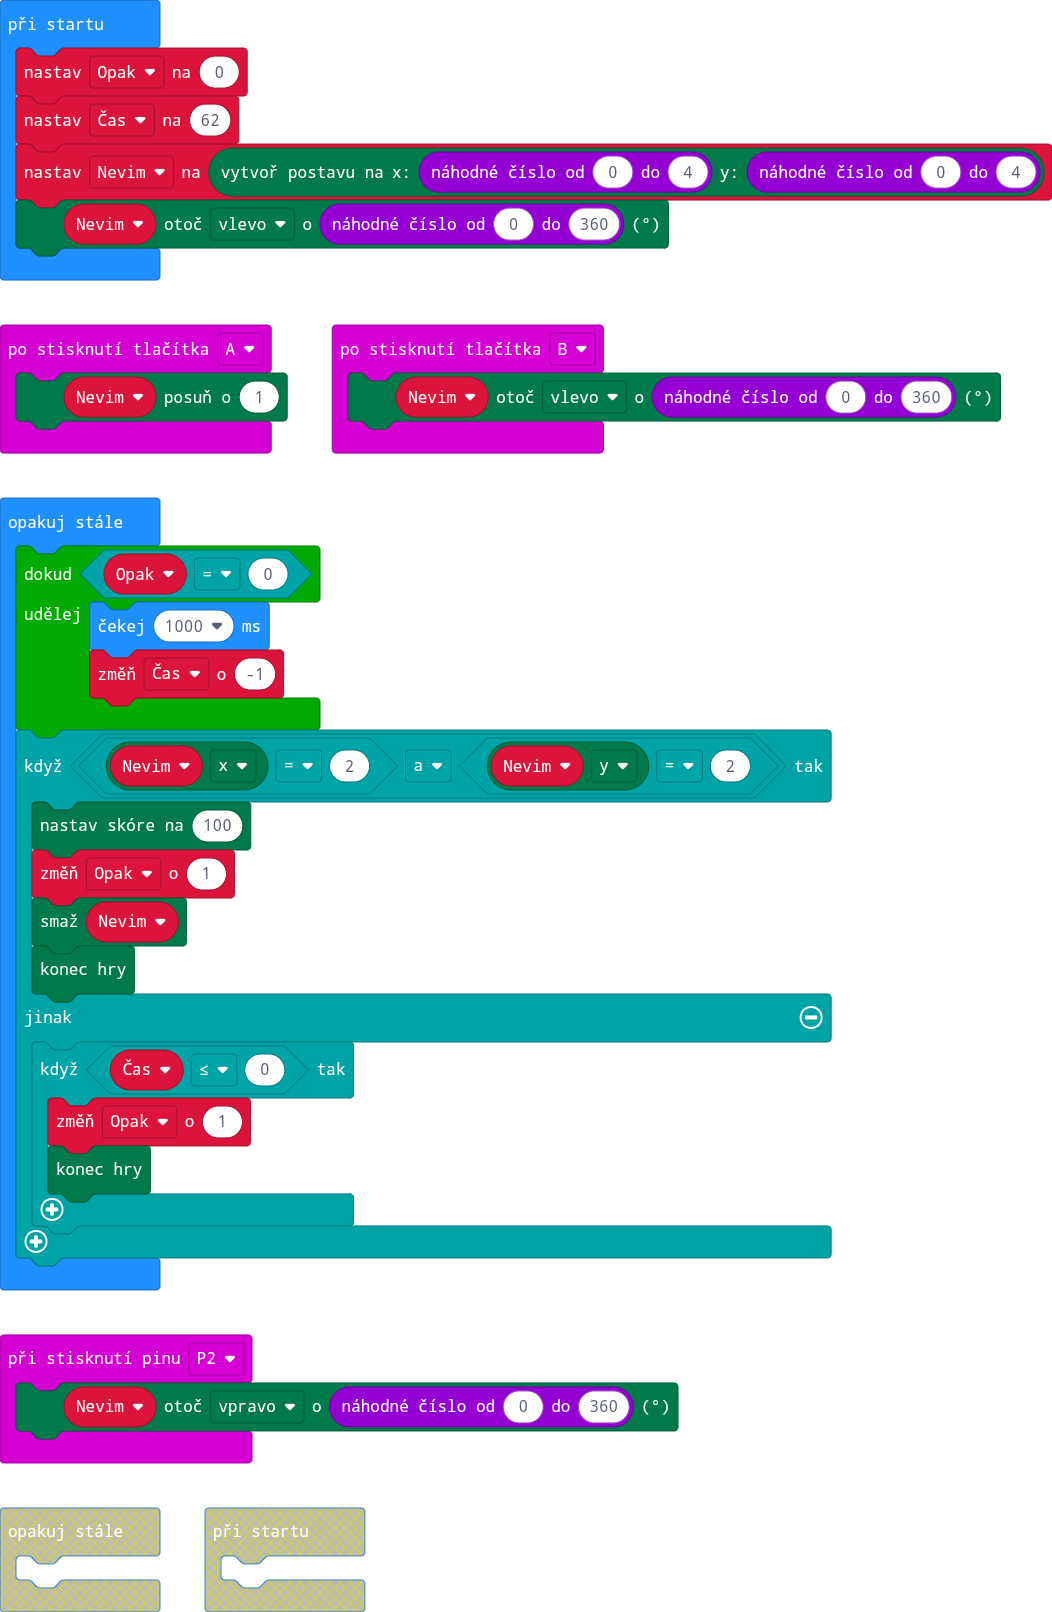 při startu
nastav Opak na 0
nastav Čas na 62
nastav Nevim na vytvoř postavu na x: náhodné číslo od 0 do 4 y: náhodné číslo od 0 do 4
Nevim otoč vlevo o náhodné číslo od 0 do 360 (°)
po stisknutí tlačítka A
Nevim posuň o 1
po stisknutí tlačítka B
Nevim otoč vlevo o náhodné číslo od 0 do 360 (°)
opakuj stále
dokud Opak = 0
udělej
čekej 1000 ms
změň Čas o -1
když Nevim x = 2 a Nevim y = 2 tak
nastav skóre na 100
změň Opak o 1
smaž Nevim
konec hry
jinak
když Čas ≤ 0 tak
změň Opak o 1
konec hry
při stisknutí pinu P2
Nevim otoč vpravo o náhodné číslo od 0 do 360 (°)
opakuj stále
při startu